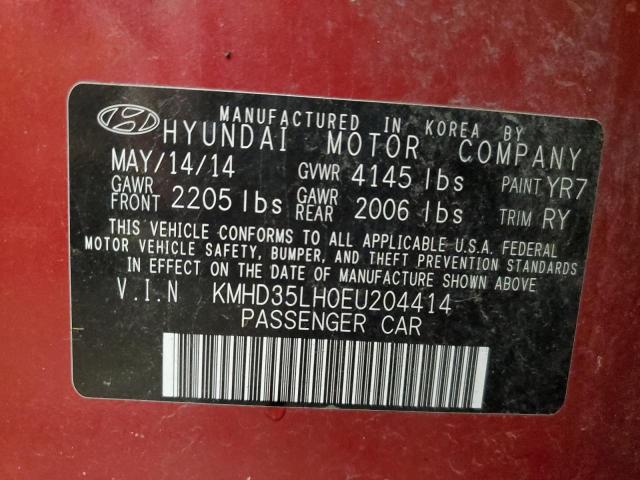 MANUFACTURED IN KOREA BY
HYUNDAI MOTOR COMPANY
MAY/14/14 GVWR 4145 lbs PAINT YR7
GAWR FRONT 2205 lbs GAWR REAR 2006 lbs TRIM RY
THIS VEHICLE CONFORMS TO ALL APPLICABLE U.S.A. FEDERAL
MOTOR VEHICLE SAFETY, BUMPER, AND THEFT PREVENTION STANDARDS
IN EFFECT ON THE DATE OF MANUFACTURE SHOWN ABOVE
V.I.N KMHD35LH0EU204414
PASSENGER CAR